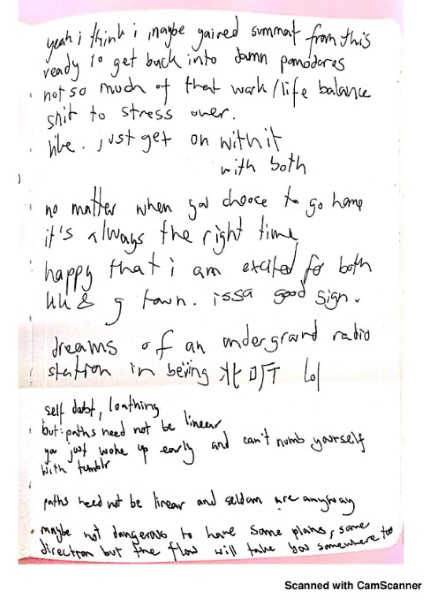 yeah i think i maybe gained summat from this
ready to get back into damn pomodores
not so much of that work/life balance
shit to stress over.
like. just get on with it
with both
no matter when you choose to go home
it's always the right time
happy that i am excited for both
uk & g town. issa good sign.
dreams of an underground radio
station in beijing 北
self doubt, loathing
but paths need not be linear
you just woke up early and can't numb yourself
with tumblr
paths need not be linear and seldom are anyway
maybe not dangerous to have some plans, some
direction but the flow will take you somewhere too
Scanned with CamScanner